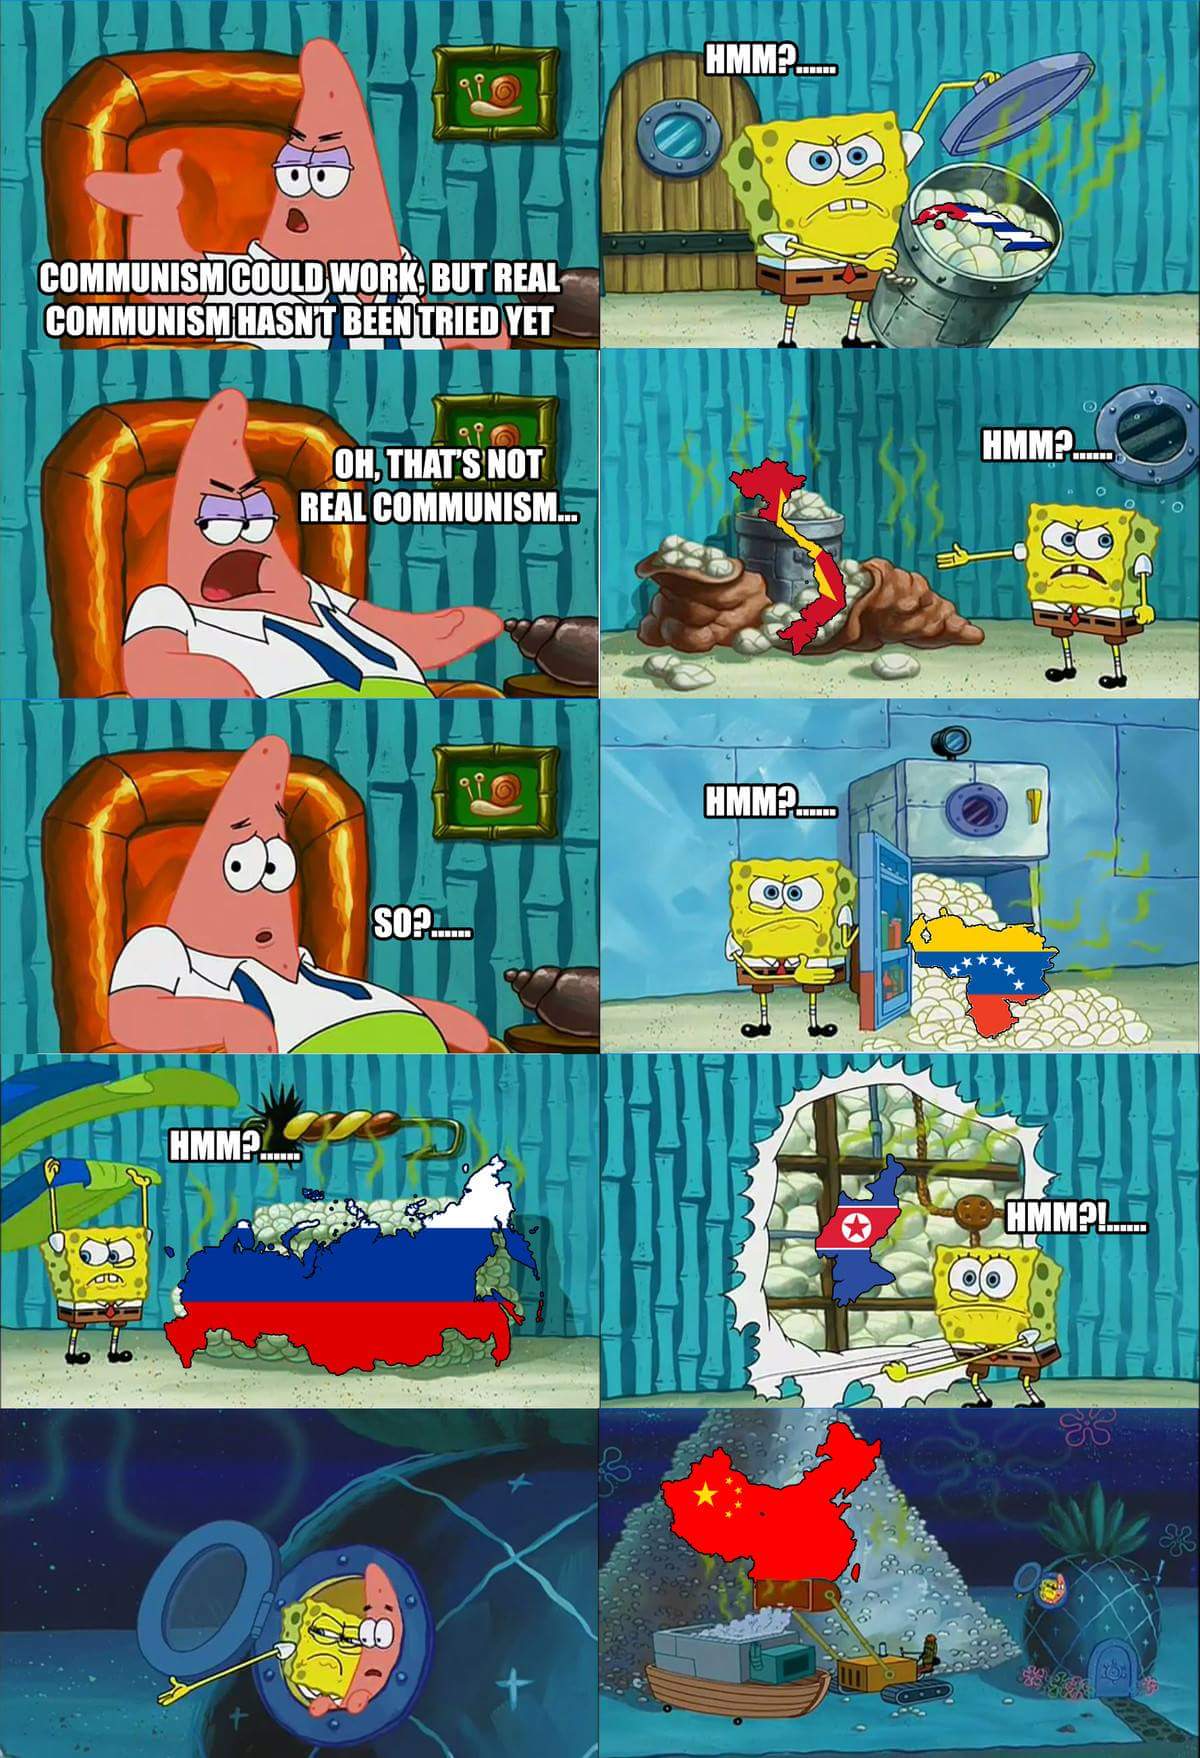 COMMUNISM COULD WORK, BUT REAL
COMMUNISM HASN'T BEEN TRIED YET
HMM?......
OH, THAT'S NOT
REAL COMMUNISM...
HMM?......
SO?......
HMM?......
HMM?......
HMM?!......